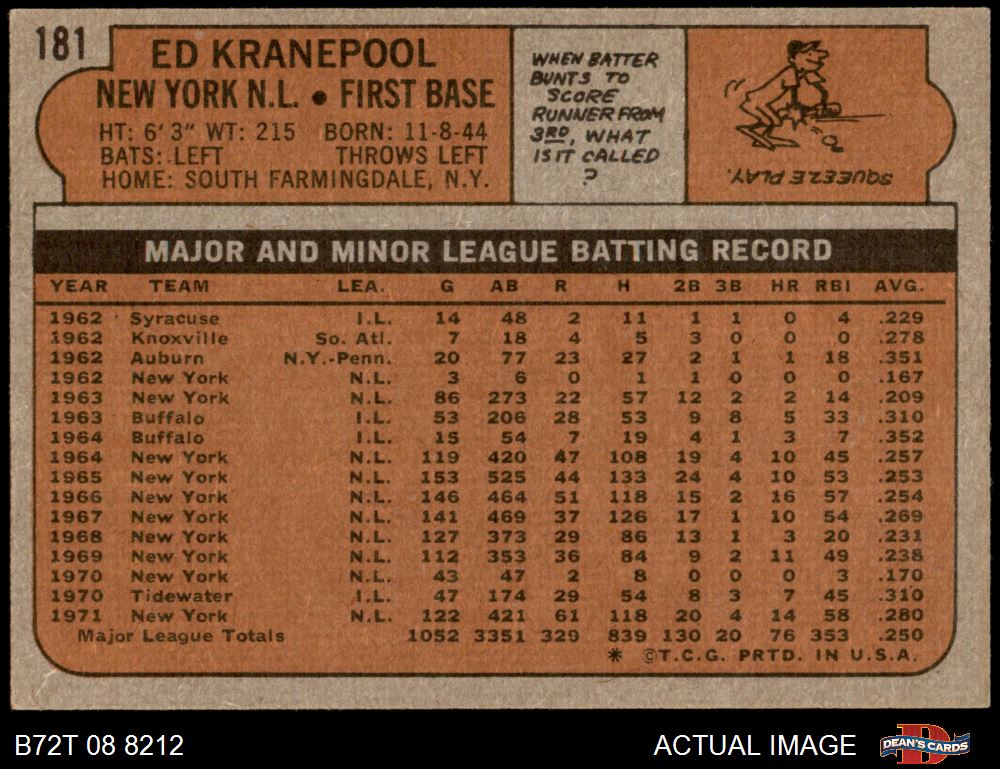 181
ED KRANEPOOL
NEW YORK N.L. • FIRST BASE
HT: 6'3" WT: 215 BORN: 11-8-44
BATS: LEFT THROWS LEFT
HOME: SOUTH FARMINGDALE, N.Y.
WHEN BATTER
BUNTS TO
SCORE
RUNNER FROM
3RD, WHAT
IS IT CALLED
?
SQUEEZE PLAY.
MAJOR AND MINOR LEAGUE BATTING RECORD
YEAR TEAM LEA. G AB R H 2B 3B HR RBI AVG.
1962 Syracuse I.L. 14 48 2 11 1 1 0 4 .229
1962 Knoxville So. Atl. 7 18 4 5 3 0 0 0 .278
1962 Auburn N.Y.-Penn. 20 77 23 27 2 1 1 18 .351
1962 New York N.L. 3 6 0 1 1 0 0 0 .167
1963 New York N.L. 86 273 22 57 12 2 2 14 .209
1963 Buffalo I.L. 53 206 28 53 9 8 5 33 .310
1964 Buffalo I.L. 15 54 7 19 4 1 3 7 .352
1964 New York N.L. 119 420 47 108 19 4 10 45 .257
1965 New York N.L. 153 525 44 133 24 4 10 53 .253
1966 New York N.L. 146 464 51 118 15 2 16 57 .254
1967 New York N.L. 141 469 37 126 17 1 10 54 .269
1968 New York N.L. 127 373 29 86 13 1 3 20 .231
1969 New York N.L. 112 353 36 84 9 2 11 49 .238
1970 New York N.L. 43 47 2 8 0 0 0 3 .170
1970 Tidewater I.L. 47 174 29 54 8 3 7 45 .310
1971 New York N.L. 122 421 61 118 20 4 14 58 .280
Major League Totals 1052 3351 329 839 130 20 76 353 .250
* ©T.C.G. PRTD. IN U.S.A.
B72T 08 8212
ACTUAL IMAGE
DEAN'S CARDS